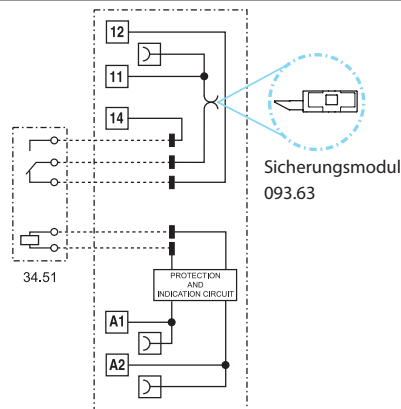 12
11
14
Sicherungsmodul
093.63
34.51
PROTECTION
AND
INDICATION CIRCUIT
A1
A2